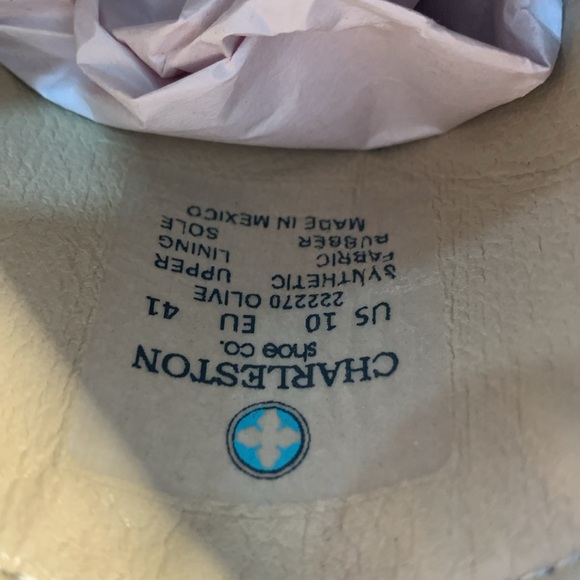 CHARLESTON
shoe co.
US 10 EU 41
222270 OLIVE
SYNTHETIC UPPER
FABRIC LINING
RUBBER SOLE
MADE IN MEXICO